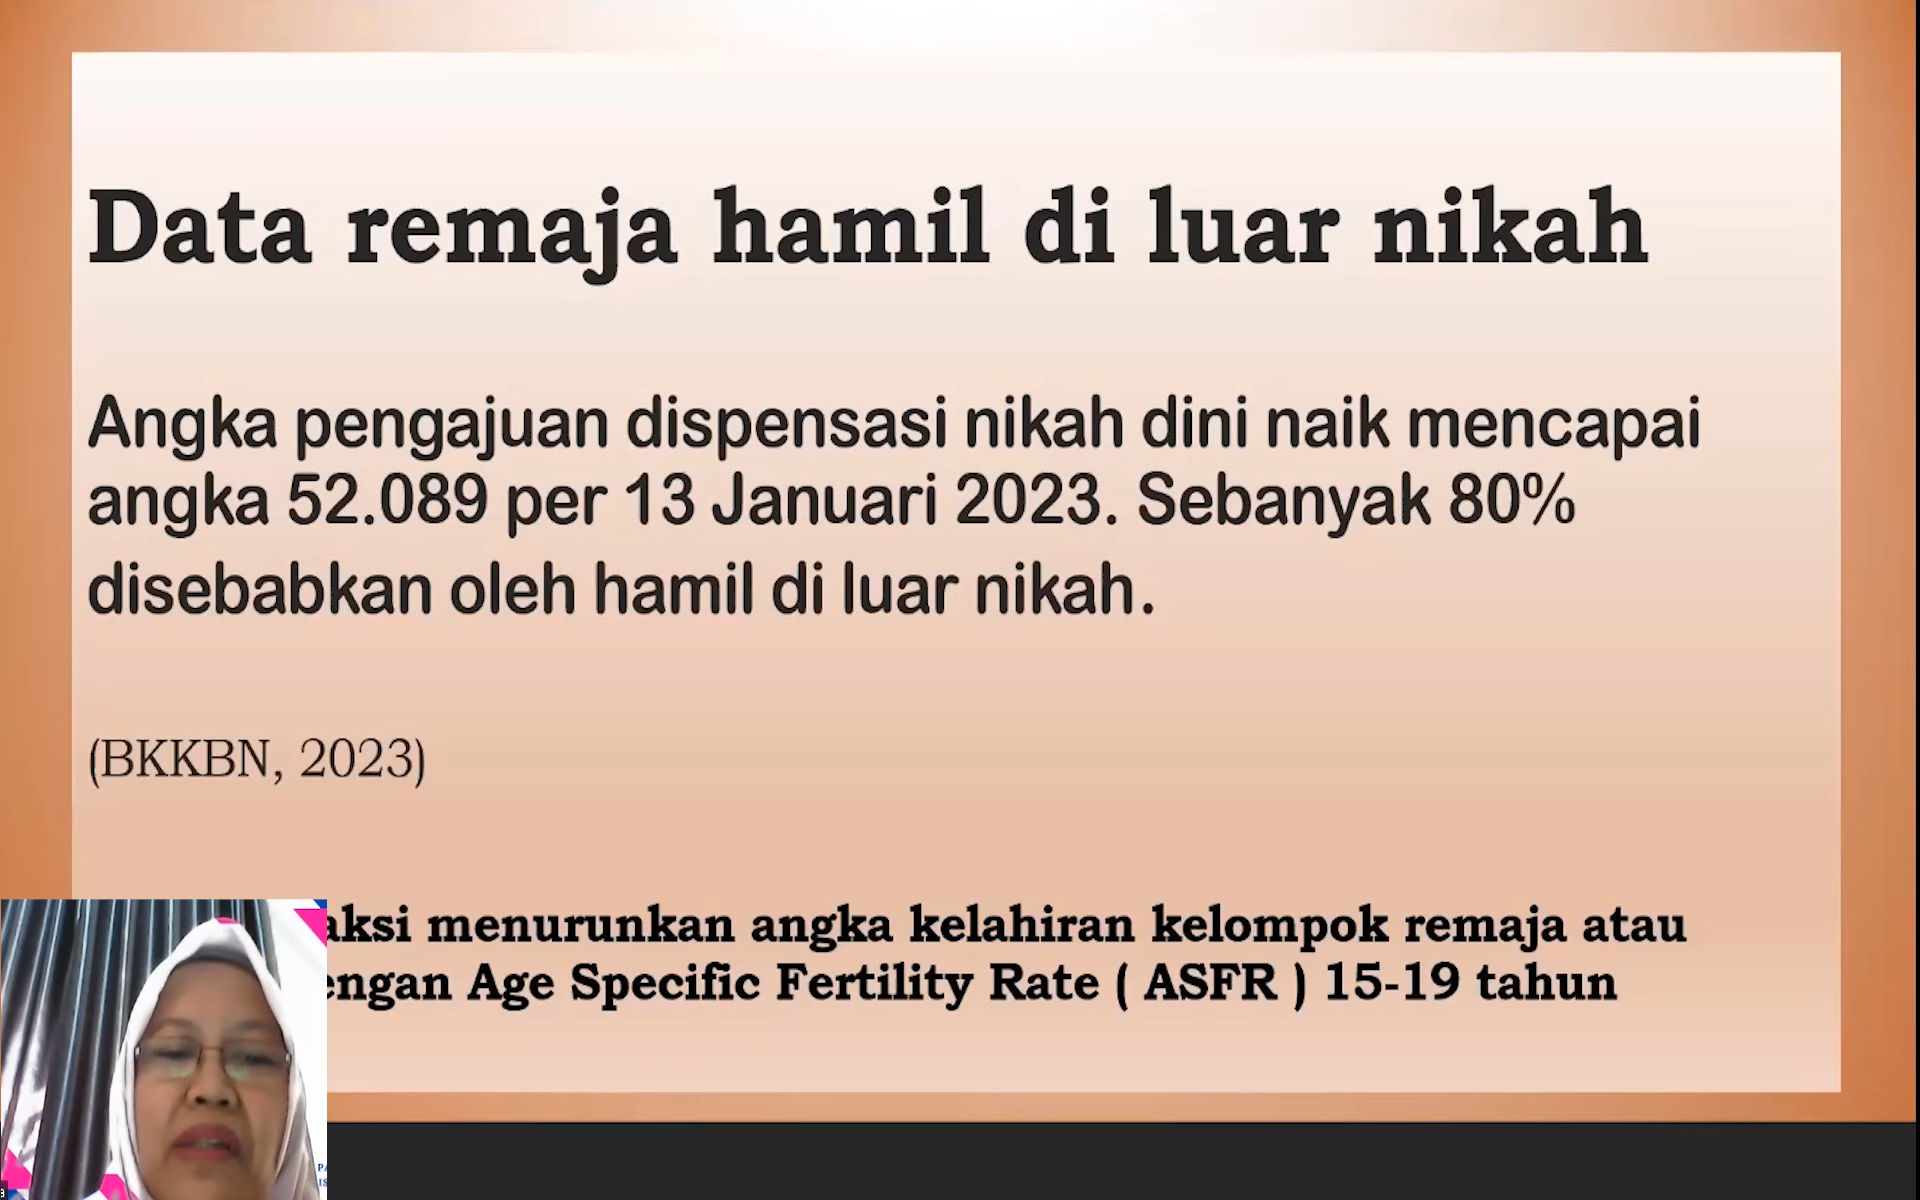 Data remaja hamil di luar nikah
Angka pengajuan dispensasi nikah dini naik mencapai
angka 52.089 per 13 Januari 2023. Sebanyak 80%
disebabkan oleh hamil di luar nikah.
(BKKBN, 2023)
aksi menurunkan angka kelahiran kelompok remaja atau
engan Age Specific Fertility Rate ( ASFR ) 15-19 tahun